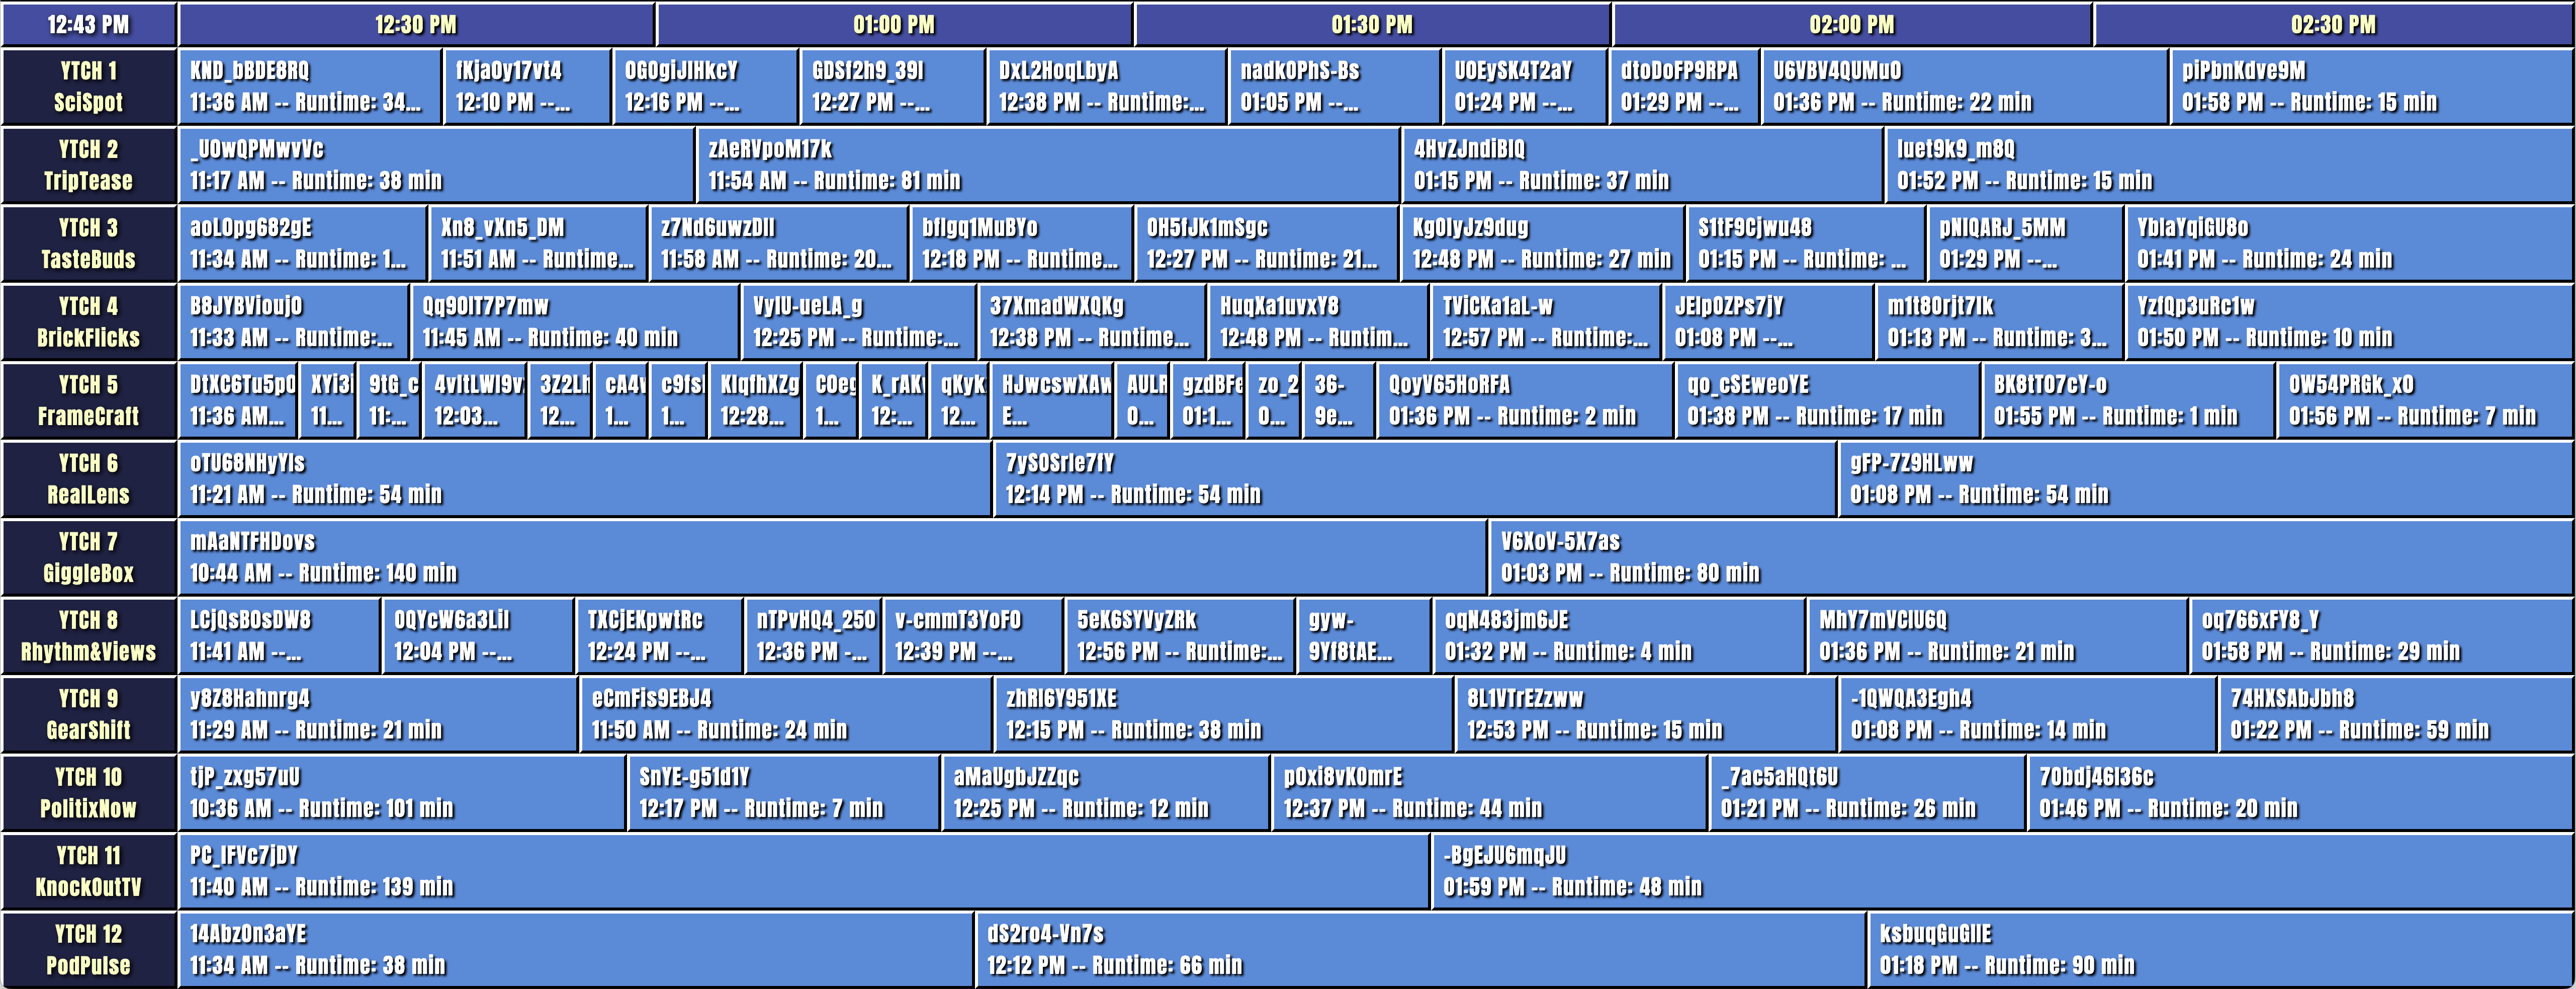 12:43 PM 12:30 PM 01:00 PM 01:30 PM 02:00 PM 02:30 PM
YTCH 1 KND_bBDE8RQ fKjaOy17vt4 OGOgiJIHkcY GDSf2h9_39I DxL2HoqLbyA nadkOPhS-Bs UOEySK4T2aY dtoDoFP9RPA U6VBV4QUMuO piPbnKdve9M
SciSpot 11:36 AM -- Runtime: 34... 12:10 PM --... 12:16 PM --... 12:27 PM --... 12:38 PM -- Runtime:... 01:05 PM --... 01:24 PM --... 01:29 PM --... 01:36 PM -- Runtime: 22 min 01:58 PM -- Runtime: 15 min
YTCH 2 _UOwQPMwvVc zAeRVpoM17k 4HvZJndiBIQ Iuet9k9_m8Q
TripTease 11:17 AM -- Runtime: 38 min 11:54 AM -- Runtime: 81 min 01:15 PM -- Runtime: 37 min 01:52 PM -- Runtime: 15 min
YTCH 3 aoLOpg682gE Xn8_vXn5_DM z7Nd6uwzDII bfIgq1MuBYo OH5fJk1mSgc KgOIyJz9dug S1tF9Cjwu48 pNIQARJ_5MM YbIaYqiGU8o
TasteBuds 11:34 AM -- Runtime: 1... 11:51 AM -- Runtime... 11:58 AM -- Runtime: 20... 12:18 PM -- Runtime... 12:27 PM -- Runtime: 21... 12:48 PM -- Runtime: 27 min 01:15 PM -- Runtime: ... 01:29 PM --... 01:41 PM -- Runtime: 24 min
YTCH 4 B8JYBVioujO Qq9OIT7P7mw VyIU-ueLA_g 37XmadWXQKg HuqXa1uvxY8 TViCKa1aL-w JEIpOZPs7jY m1t8Orjt7Ik YzfQp3uRc1w
BrickFlicks 11:33 AM -- Runtime:... 11:45 AM -- Runtime: 40 min 12:25 PM -- Runtime:... 12:38 PM -- Runtime... 12:48 PM -- Runtim... 12:57 PM -- Runtime:... 01:08 PM --... 01:13 PM -- Runtime: 3... 01:50 PM -- Runtime: 10 min
YTCH 5 DtXC6Tu5pO XYi3 9tG_c 4vItLWI9v 3Z2Lh cA4v c9fs KIqfhXZg COeg K_rAK qKyk HJwcswXAw AULR gzdBFe zo_2 36- QoyV65HoRFA qo_cSEweoYE BK8tTO7cY-o OW54PRGk_xO
FrameCraft 11:36 AM... 11... 11:... 12:03... 12... 1... 1... 12:28... 1... 12:... 12... E... 0... 01:1... 0... 9e... 01:36 PM -- Runtime: 2 min 01:38 PM -- Runtime: 17 min 01:55 PM -- Runtime: 1 min 01:56 PM -- Runtime: 7 min
YTCH 6 oTU68NHyYIs 7ySOSrIe7fY gFP-7Z9HLww
RealLens 11:21 AM -- Runtime: 54 min 12:14 PM -- Runtime: 54 min 01:08 PM -- Runtime: 54 min
YTCH 7 mAaNTFHDovs V6XoV-5X7as
GiggleBox 10:44 AM -- Runtime: 140 min 01:03 PM -- Runtime: 80 min
YTCH 8 LCjQsBOsDW8 OQYcW6a3LiI TXCjEKpwtRc nTPvHQ4_250 v-cmmT3YoFO 5eK6SYVyZRk gyw- oqN483jm6JE MhY7mVCIU6Q oq766xFY8_Y
Rhythm&Views 11:41 AM --... 12:04 PM --... 12:24 PM --... 12:36 PM -... 12:39 PM --... 12:56 PM -- Runtime:... 9Yf8tAE... 01:32 PM -- Runtime: 4 min 01:36 PM -- Runtime: 21 min 01:58 PM -- Runtime: 29 min
YTCH 9 y8Z8Hahnrg4 eCmFis9EBJ4 zhRI6Y951XE 8L1VTrEZzww -1QWQA3Egh4 74HXSAbJbh8
GearShift 11:29 AM -- Runtime: 21 min 11:50 AM -- Runtime: 24 min 12:15 PM -- Runtime: 38 min 12:53 PM -- Runtime: 15 min 01:08 PM -- Runtime: 14 min 01:22 PM -- Runtime: 59 min
YTCH 10 tjP_zxg57uU SnYE-g51d1Y aMaUgbJZZqc pOxi8vKOmrE _7ac5aHQt6U 7Obdj46I36c
PolitixNow 10:36 AM -- Runtime: 101 min 12:17 PM -- Runtime: 7 min 12:25 PM -- Runtime: 12 min 12:37 PM -- Runtime: 44 min 01:21 PM -- Runtime: 26 min 01:46 PM -- Runtime: 20 min
YTCH 11 PC_IFVc7jDY -BgEJU6mqJU
KnockOutTV 11:40 AM -- Runtime: 139 min 01:59 PM -- Runtime: 48 min
YTCH 12 14AbzOn3aYE dS2ro4-Vn7s ksbuqGuGIIE
PodPulse 11:34 AM -- Runtime: 38 min 12:12 PM -- Runtime: 66 min 01:18 PM -- Runtime: 90 min